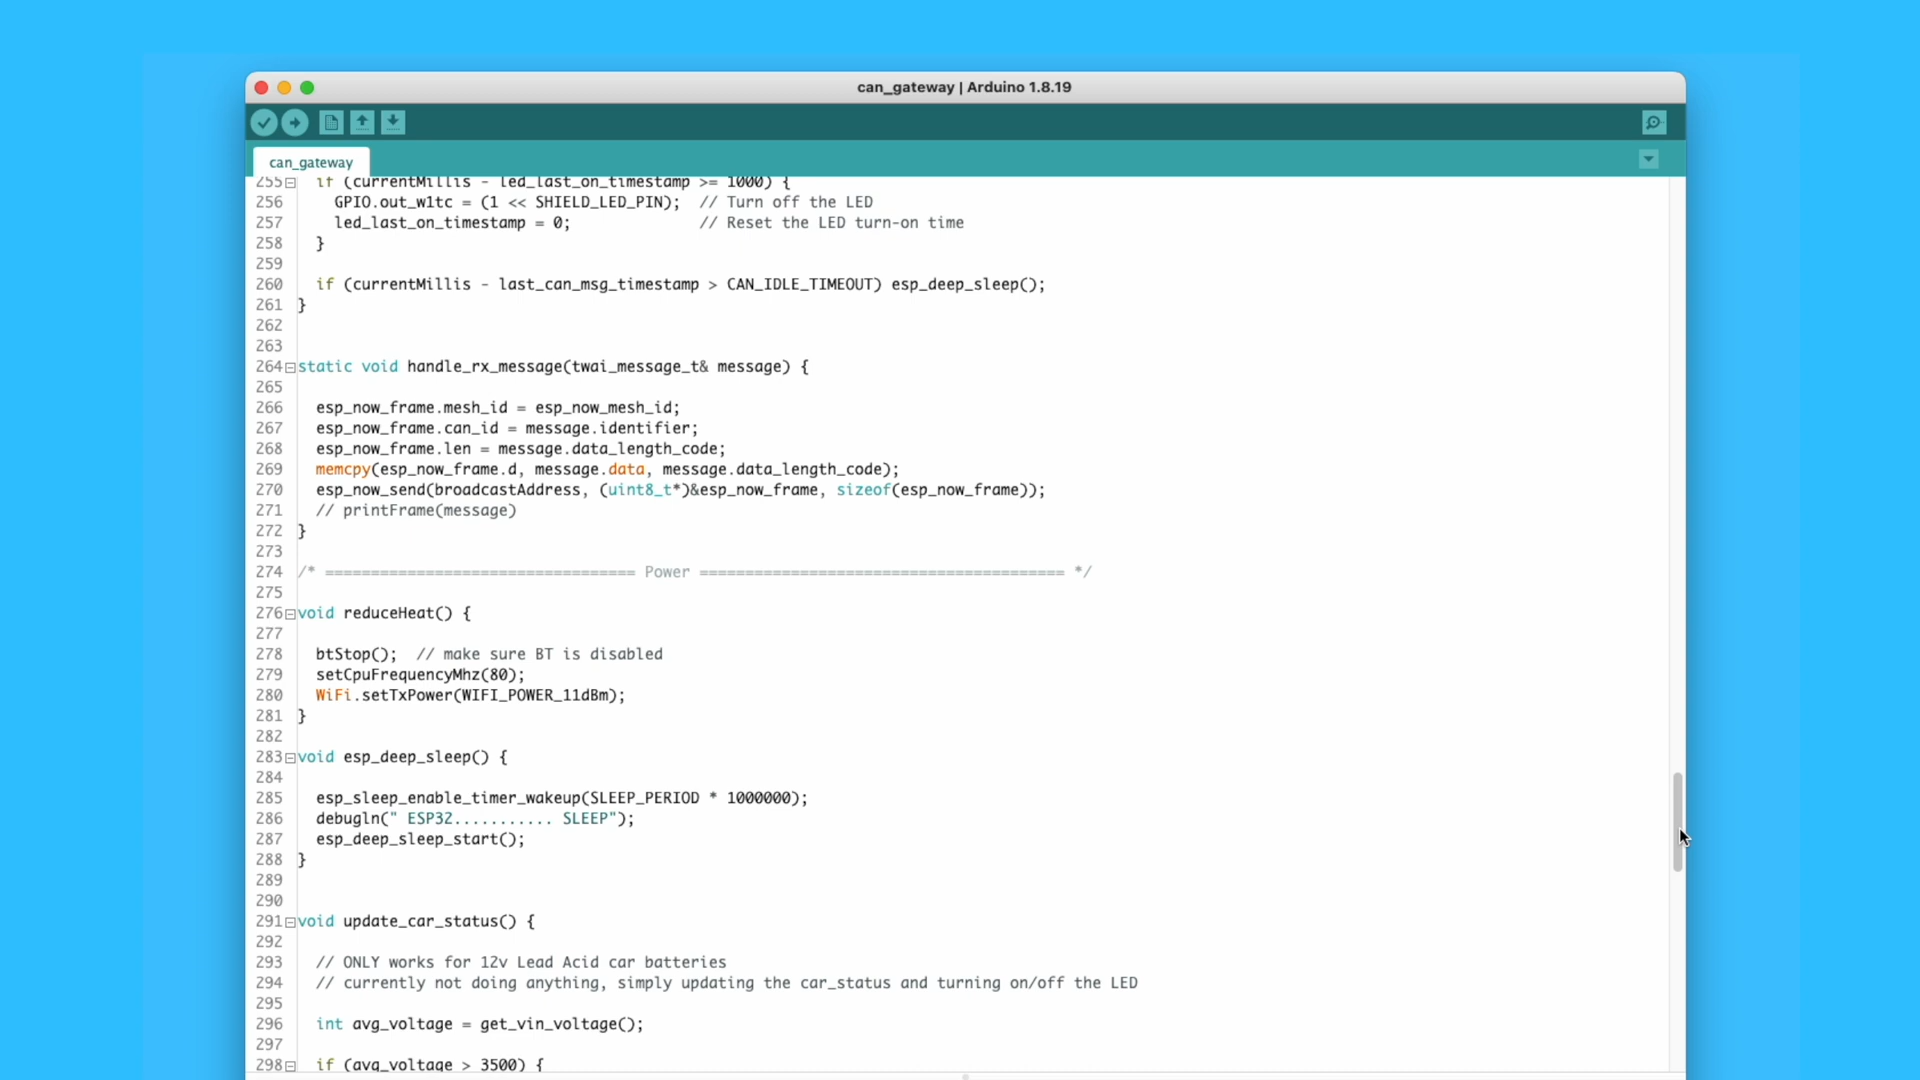 can_gateway | Arduino 1.8.19
can_gateway
255 if (currentMillis - led_last_on_timestamp >= 1000) {
256 GPIO.out_w1tc = (1 << SHIELD_LED_PIN); // Turn off the LED
257 led_last_on_timestamp = 0; // Reset the LED turn-on time
258 }
259
260 if (currentMillis - last_can_msg_timestamp > CAN_IDLE_TIMEOUT) esp_deep_sleep();
261 }
262
263
264 static void handle_rx_message(twai_message_t& message) {
265
266 esp_now_frame.mesh_id = esp_now_mesh_id;
267 esp_now_frame.can_id = message.identifier;
268 esp_now_frame.len = message.data_length_code;
269 memcpy(esp_now_frame.d, message.data, message.data_length_code);
270 esp_now_send(broadcastAddress, (uint8_t*)&esp_now_frame, sizeof(esp_now_frame));
271 // printFrame(message)
272 }
273
274 /* ================================== Power ======================================== */
275
276 void reduceHeat() {
277
278 btStop(); // make sure BT is disabled
279 setCpuFrequencyMhz(80);
280 WiFi.setTxPower(WIFI_POWER_11dBm);
281 }
282
283 void esp_deep_sleep() {
284
285 esp_sleep_enable_timer_wakeup(SLEEP_PERIOD * 1000000);
286 debugln(" ESP32........... SLEEP");
287 esp_deep_sleep_start();
288 }
289
290
291 void update_car_status() {
292
293 // ONLY works for 12v Lead Acid car batteries
294 // currently not doing anything, simply updating the car_status and turning on/off the LED
295
296 int avg_voltage = get_vin_voltage();
297
298 if (avg_voltage > 3500) {